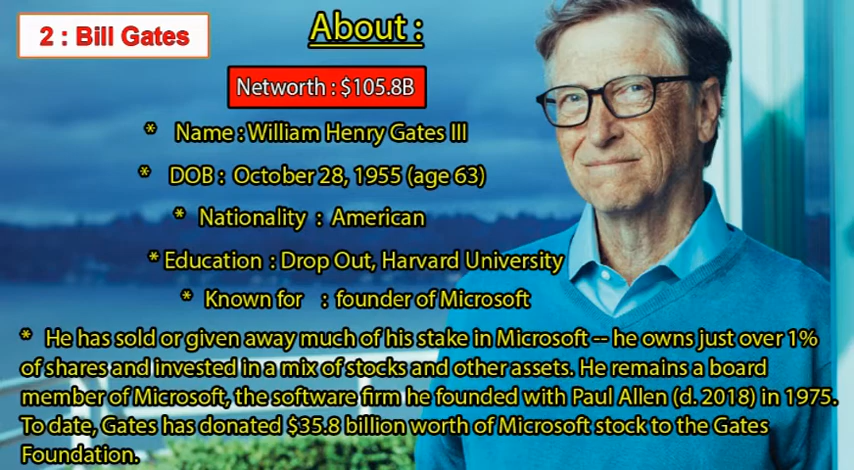 2 : Bill Gates
About :
Networth : $105.8B
* Name : William Henry Gates III
* DOB : October 28, 1955 (age 63)
* Nationality : American
* Education : Drop Out, Harvard University
* Known for : founder of Microsoft
* He has sold or given away much of his stake in Microsoft -- he owns just over 1%
of shares and invested in a mix of stocks and other assets. He remains a board
member of Microsoft, the software firm he founded with Paul Allen (d. 2018) in 1975.
To date, Gates has donated $35.8 billion worth of Microsoft stock to the Gates
Foundation.